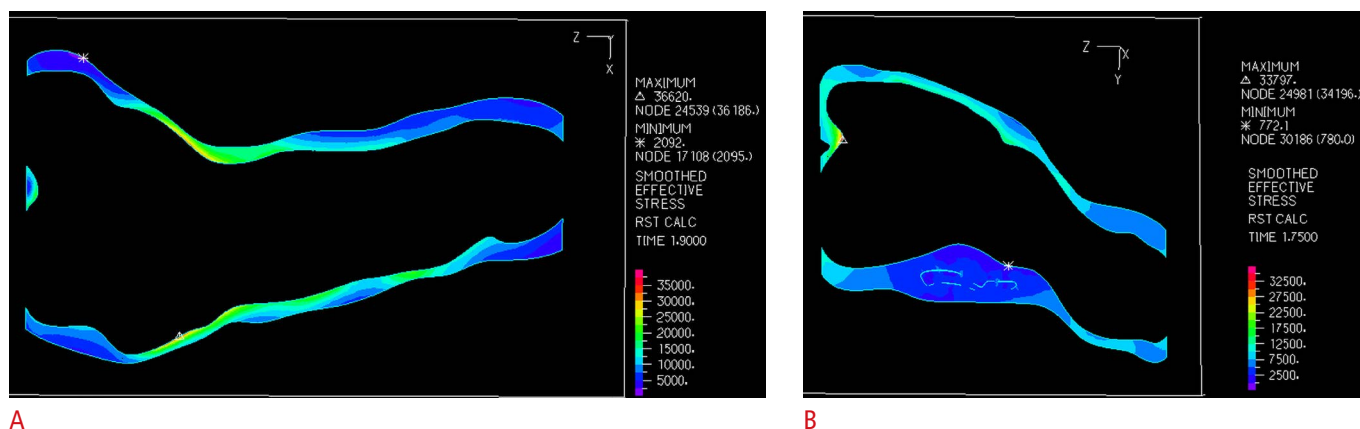 Z Y
X
MAXIMUM
△ 36620.
NODE 24539 (36186.)
MINIMUM
* 2092.
NODE 17108 (2095.)
SMOOTHED
EFFECTIVE
STRESS
RST CALC
TIME 1.9000
35000.
30000.
25000.
20000.
15000.
10000.
5000.
A
Z X
Y
MAXIMUM
△ 33797.
NODE 24981 (34196.)
MINIMUM
* 772.1
NODE 30186 (780.0)
SMOOTHED
EFFECTIVE
STRESS
RST CALC
TIME 1.7500
32500.
27500.
22500.
17500.
12500.
7500.
2500.
B